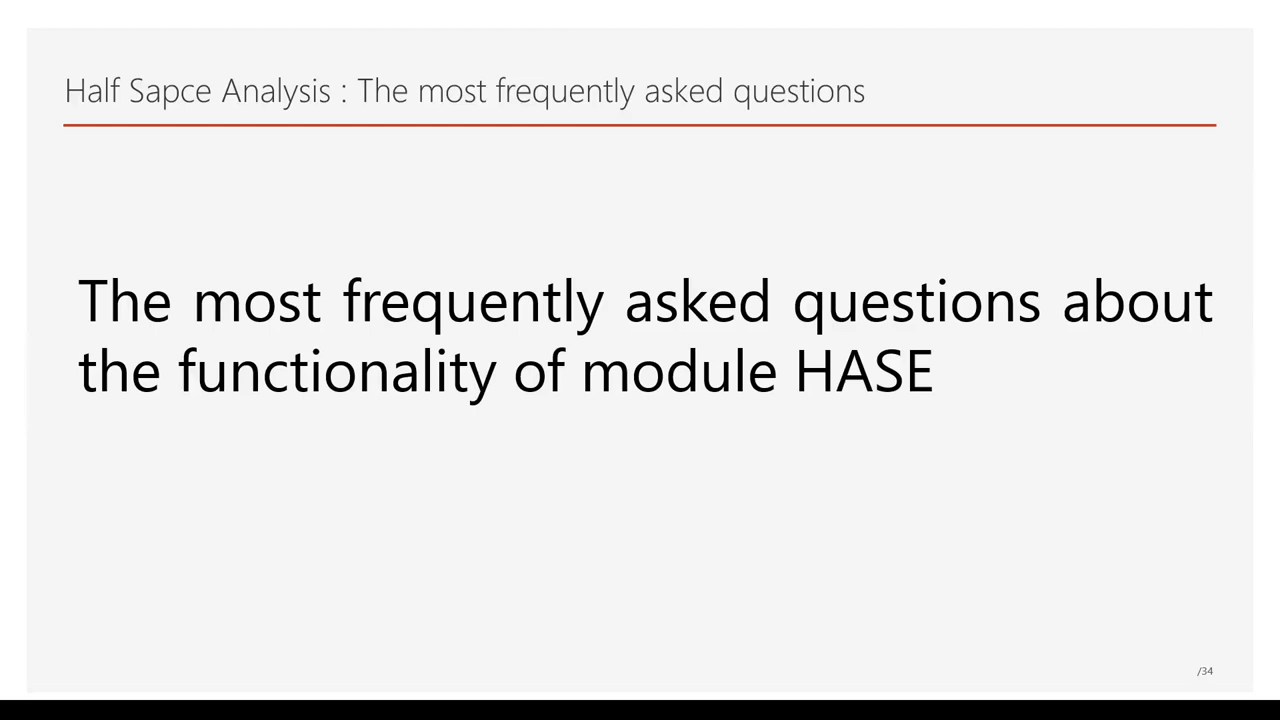 Half Sapce Analysis : The most frequently asked questions
The most frequently asked questions about
the functionality of module HASE
/34